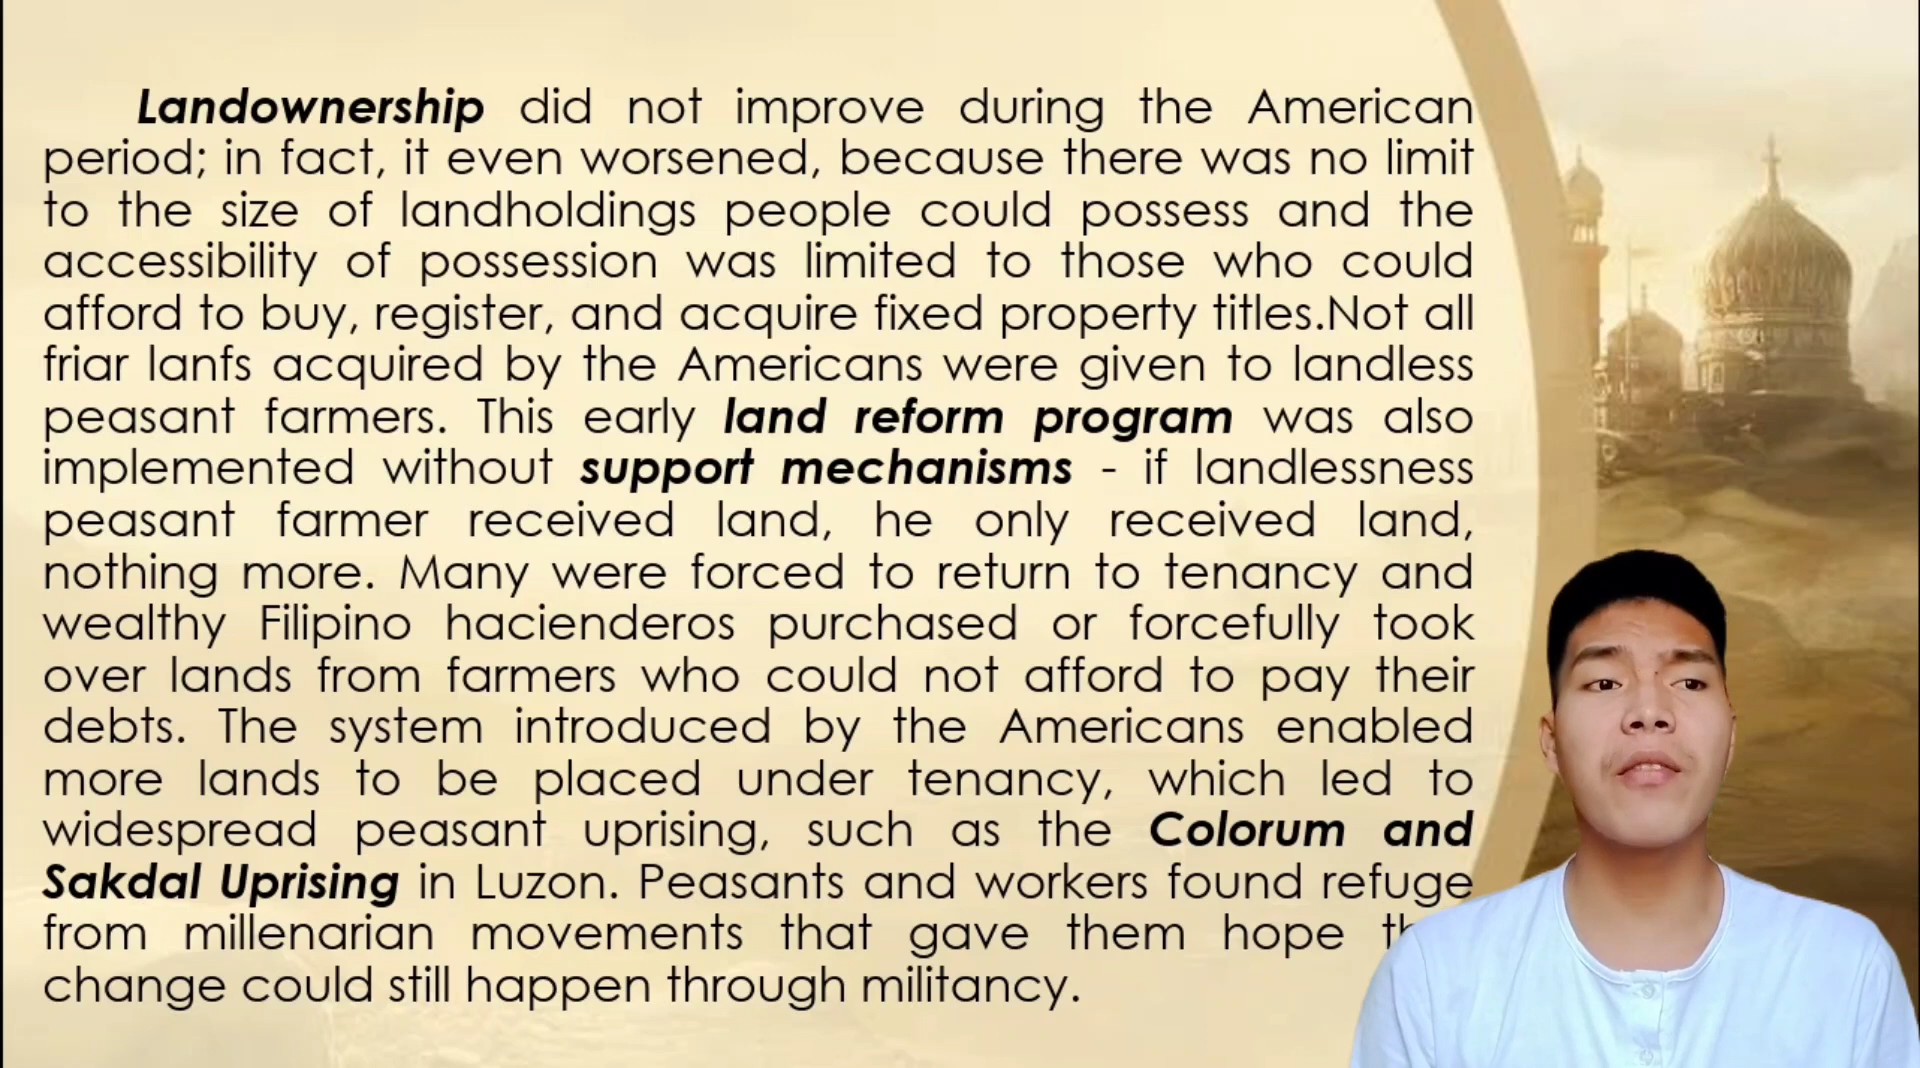 Landownership did not improve during the American
period; in fact, it even worsened, because there was no limit
to the size of landholdings people could possess and the
accessibility of possession was limited to those who could
afford to buy, register, and acquire fixed property titles.Not all
friar lanfs acquired by the Americans were given to landless
peasant farmers. This early land reform program was also
implemented without support mechanisms - if landlessness
peasant farmer received land, he only received land,
nothing more. Many were forced to return to tenancy and
wealthy Filipino hacienderos purchased or forcefully took
over lands from farmers who could not afford to pay their
debts. The system introduced by the Americans enabled
more lands to be placed under tenancy, which led to
widespread peasant uprising, such as the Colorum and
Sakdal Uprising in Luzon. Peasants and workers found refuge
from millenarian movements that gave them hope
change could still happen through militancy.